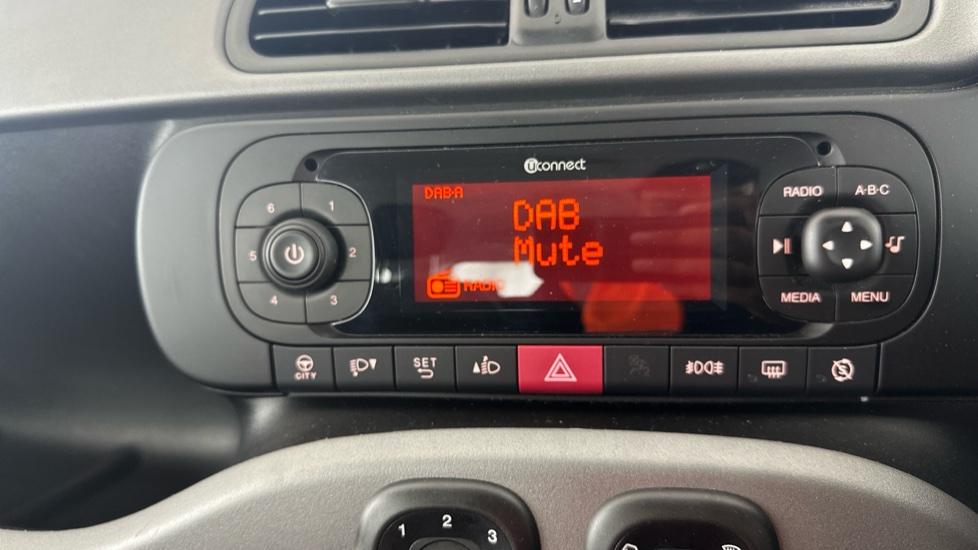 uconnect
DAB·A
DAB
Mute
RADIO
6 1
5 2
4 3
RADIO A·B·C
MEDIA MENU
CITY
SET
1 2 3